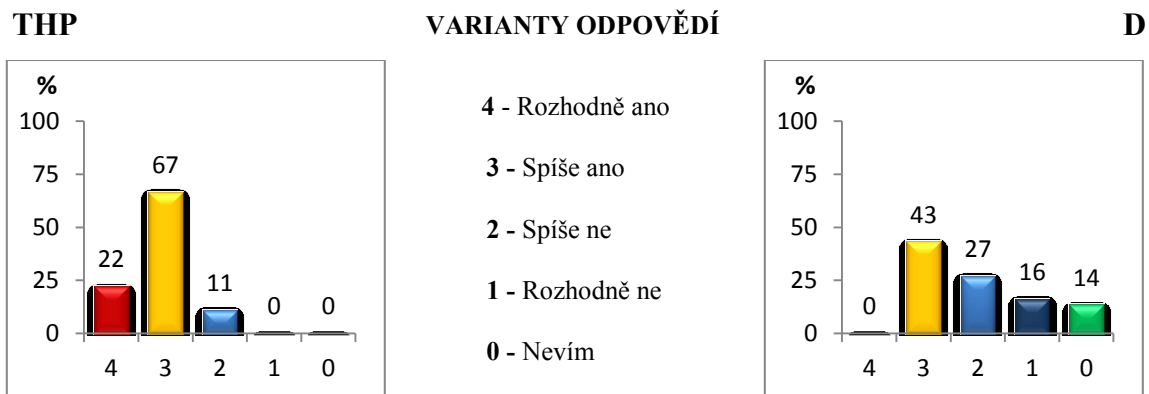 THP VARIANTY ODPOVĚDÍ D
%
100
75
50
25
0
22 67 11 0 0
4 3 2 1 0
4 - Rozhodně ano
3 - Spíše ano
2 - Spíše ne
1 - Rozhodně ne
0 - Nevím
%
100
75
50
25
0
0 43 27 16 14
4 3 2 1 0